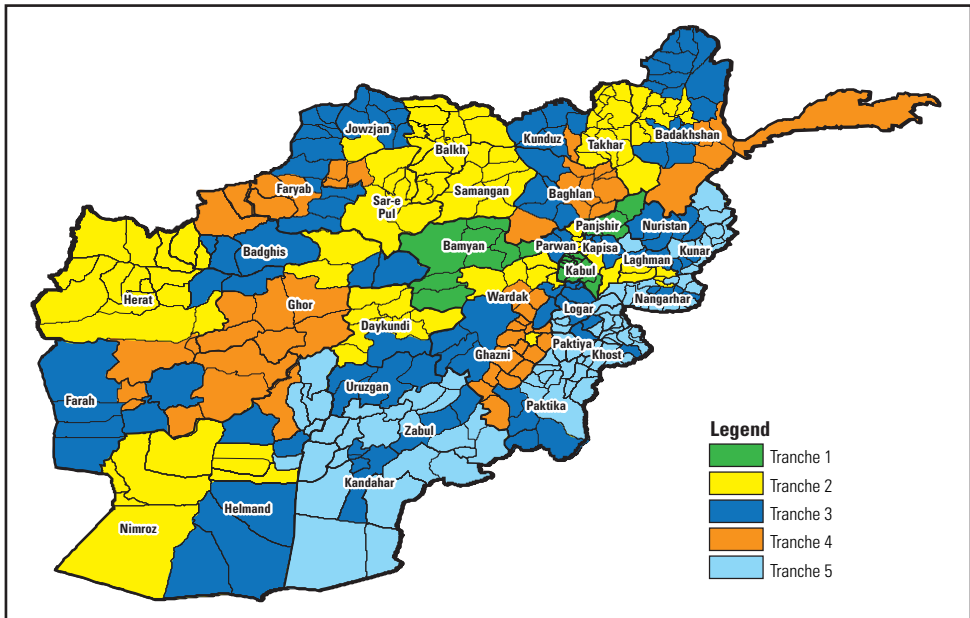 Jowzjan
Balkh
Kunduz
Takhar
Badakhshan
Faryab
Sar-e
Pul
Samangan
Baghlan
Panjshir
Nuristan
Badghis
Bamyan
Parwan
Kapisa
Kunar
Laghman
Kabul
Herat
Ghor
Wardak
Nangarhar
Logar
Daykundi
Ghazni
Paktiya
Khost
Uruzgan
Farah
Paktika
Zabul
Kandahar
Helmand
Nimroz
Legend
Tranche 1
Tranche 2
Tranche 3
Tranche 4
Tranche 5